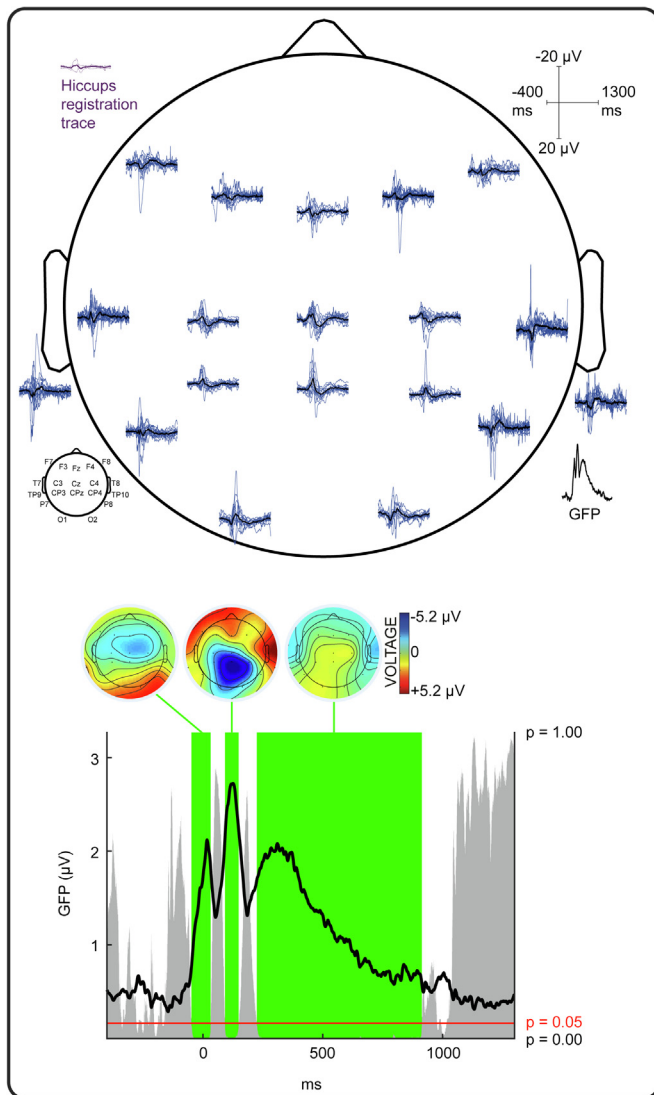 Hiccups
registration
trace
-20 µV
-400
ms
1300
ms
20 µV
F7
F3
Fz
F4
F8
T7
C3
Cz
C4
T8
TP9
CP3
CPz
CP4
TP10
P7
P8
O1
O2
GFP
VOLTAGE
-5.2 µV
0
+5.2 µV
GFP (µV)
3
2
1
p = 1.00
p = 0.05
p = 0.00
0
500
1000
ms